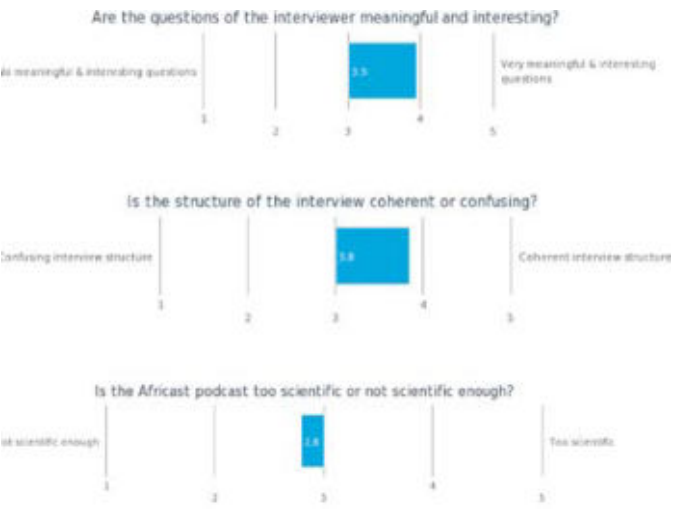 Are the questions of the interviewer meaningful and interesting?
meaningful & interesting questions
Very meaningful & interesting
questions
1
2
3
4
5
Is the structure of the interview coherent or confusing?
Confusing interview structure
3.8
Coherent interview structure
1
2
3
4
5
Is the Africast podcast too scientific or not scientific enough?
scientific enough
2.8
Too scientific
1
2
3
4
5